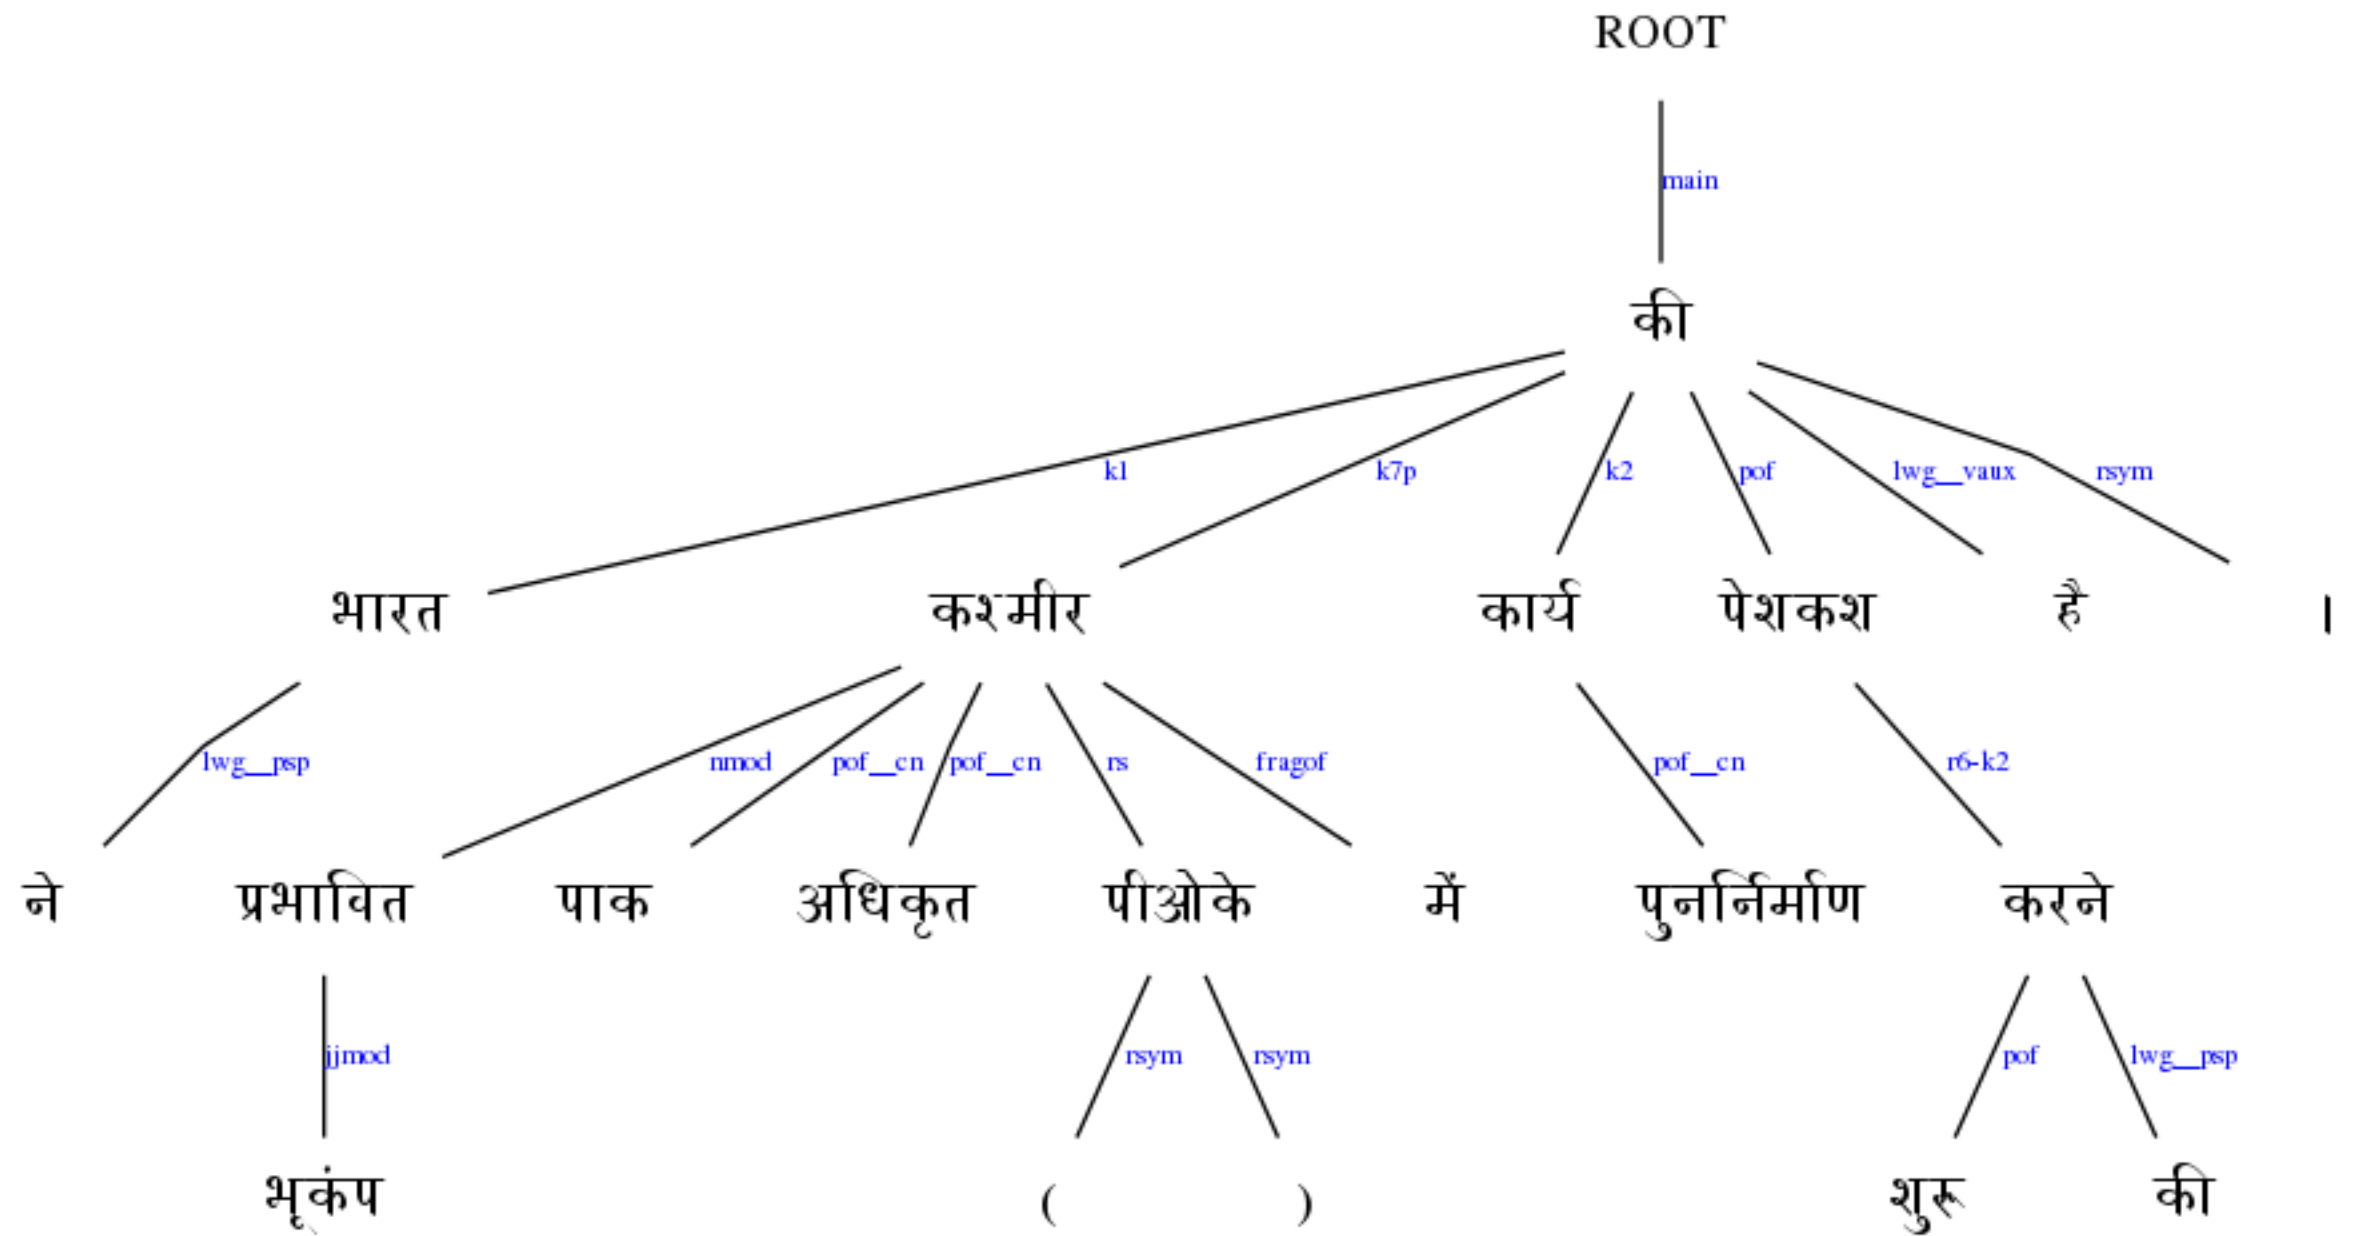 ROOT
main
की
k1 k7p k2 pof lwg__vaux rsym
भारत कश्मीर कार्य पेशकश है ।
lwg__psp nmod pof__cn pof__cn rs fragof pof__cn r6-k2
ने प्रभावित पाक अधिकृत पीओके में पुनर्निर्माण करने
jjmod rsym rsym pof lwg__psp
भूकंप ( ) शुरू की